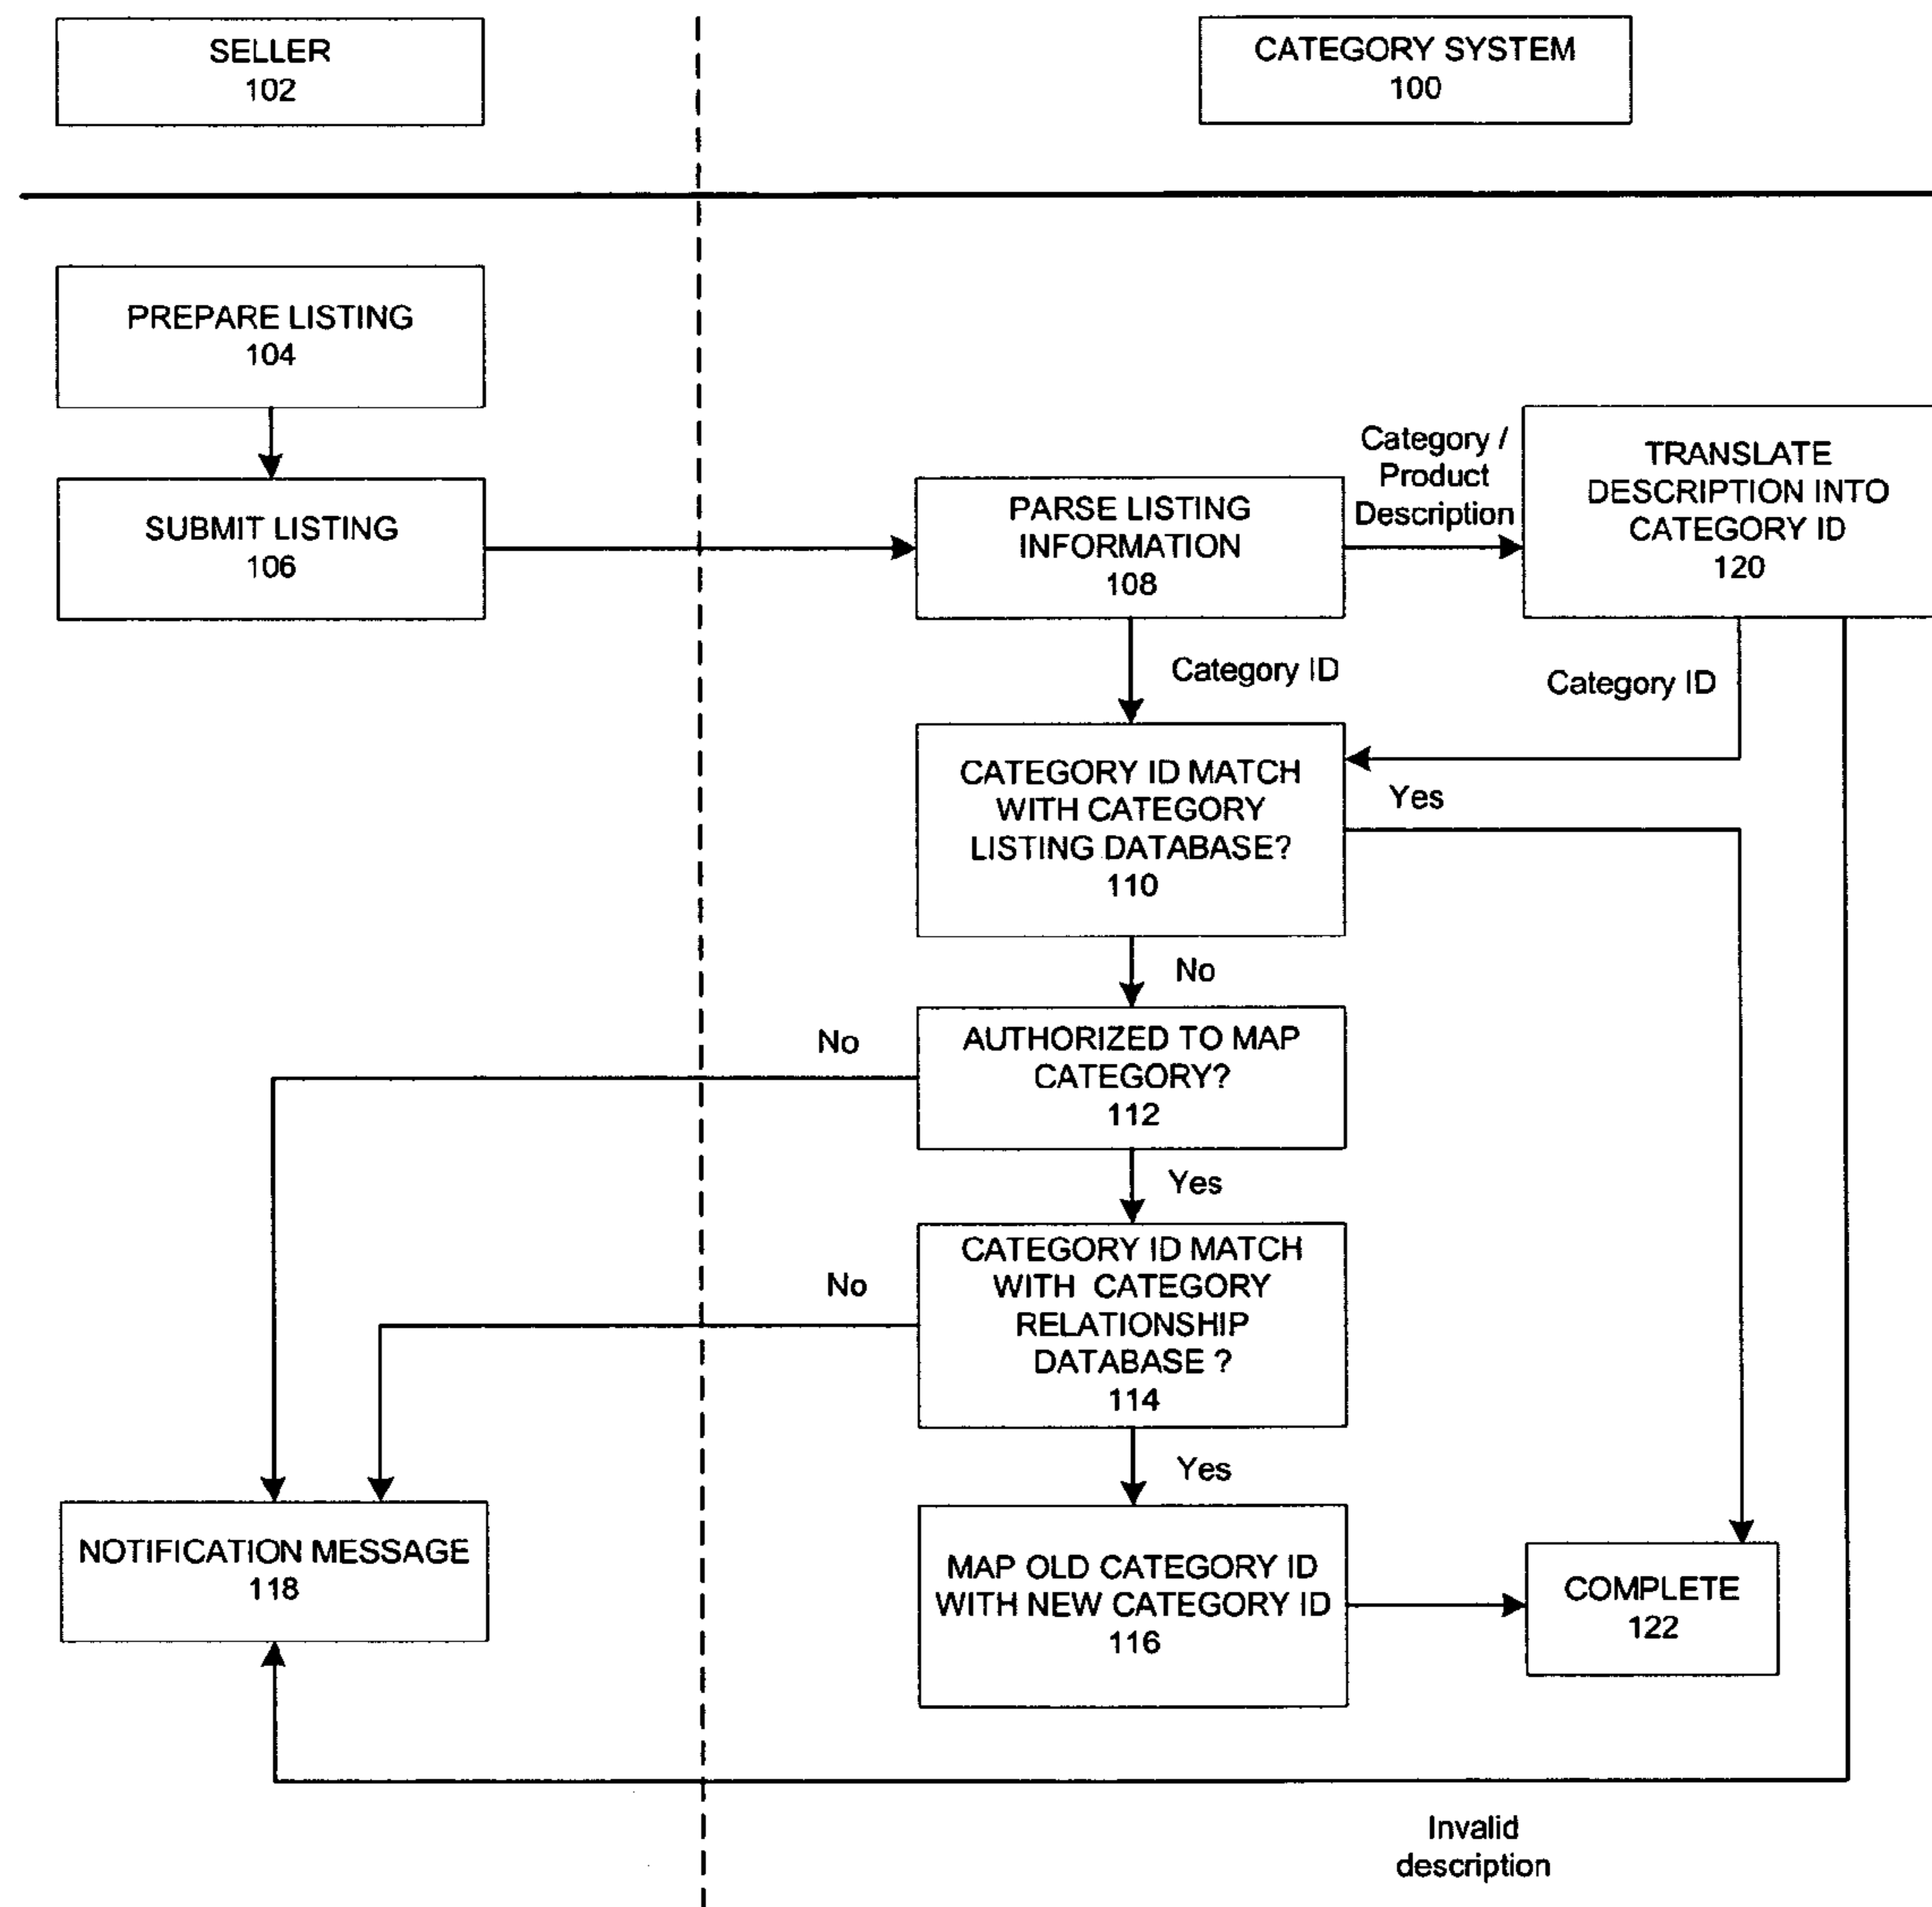 SELLER
102
CATEGORY SYSTEM
100
PREPARE LISTING
104
SUBMIT LISTING
106
PARSE LISTING
INFORMATION
108
Category /
Product
Description
TRANSLATE
DESCRIPTION INTO
CATEGORY ID
120
Category ID
Category ID
CATEGORY ID MATCH
WITH CATEGORY
LISTING DATABASE?
110
Yes
No
AUTHORIZED TO MAP
CATEGORY?
112
No
Yes
CATEGORY ID MATCH
WITH CATEGORY
RELATIONSHIP
DATABASE ?
114
No
Yes
NOTIFICATION MESSAGE
118
MAP OLD CATEGORY ID
WITH NEW CATEGORY ID
116
COMPLETE
122
Invalid
description